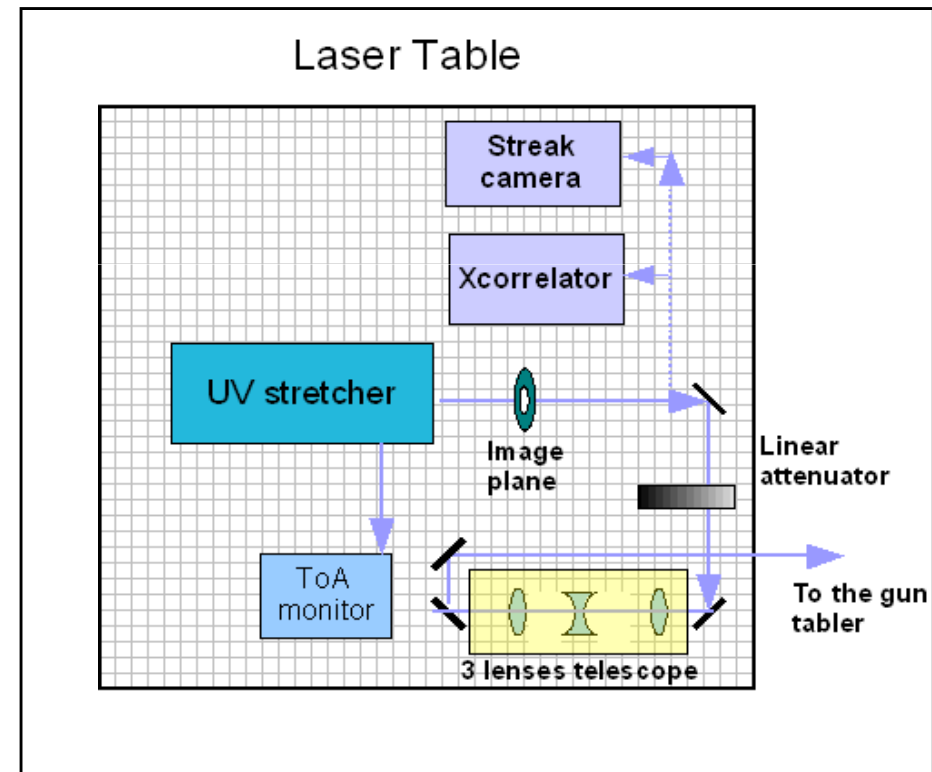 Laser Table
Streak
camera
Xcorrelator
UV stretcher
Image
plane
Linear
attenuator
ToA
monitor
To the gun
tabler
3 lenses telescope